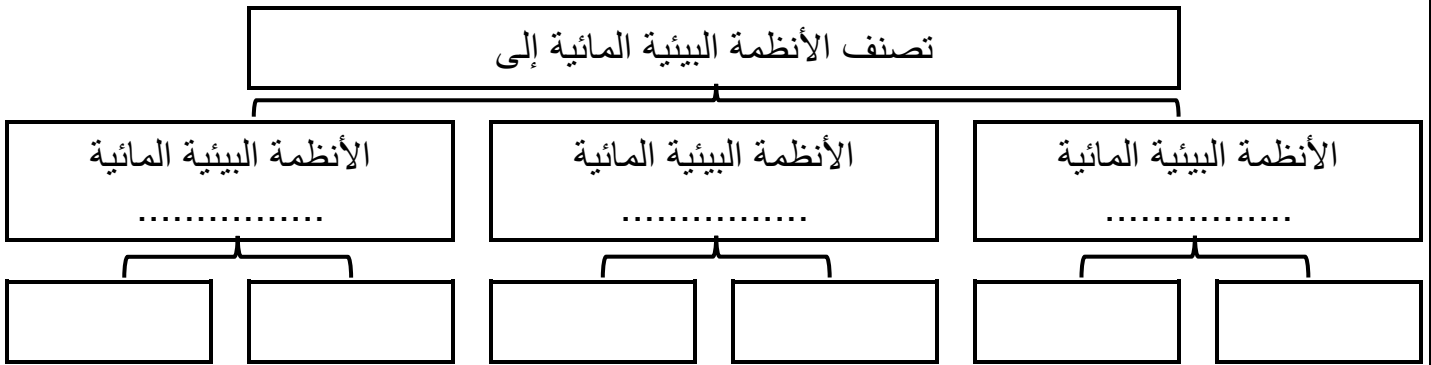 تصنف الأنظمة البيئية المائية إلى
الأنظمة البيئية المائية
................
الأنظمة البيئية المائية
................
الأنظمة البيئية المائية
................